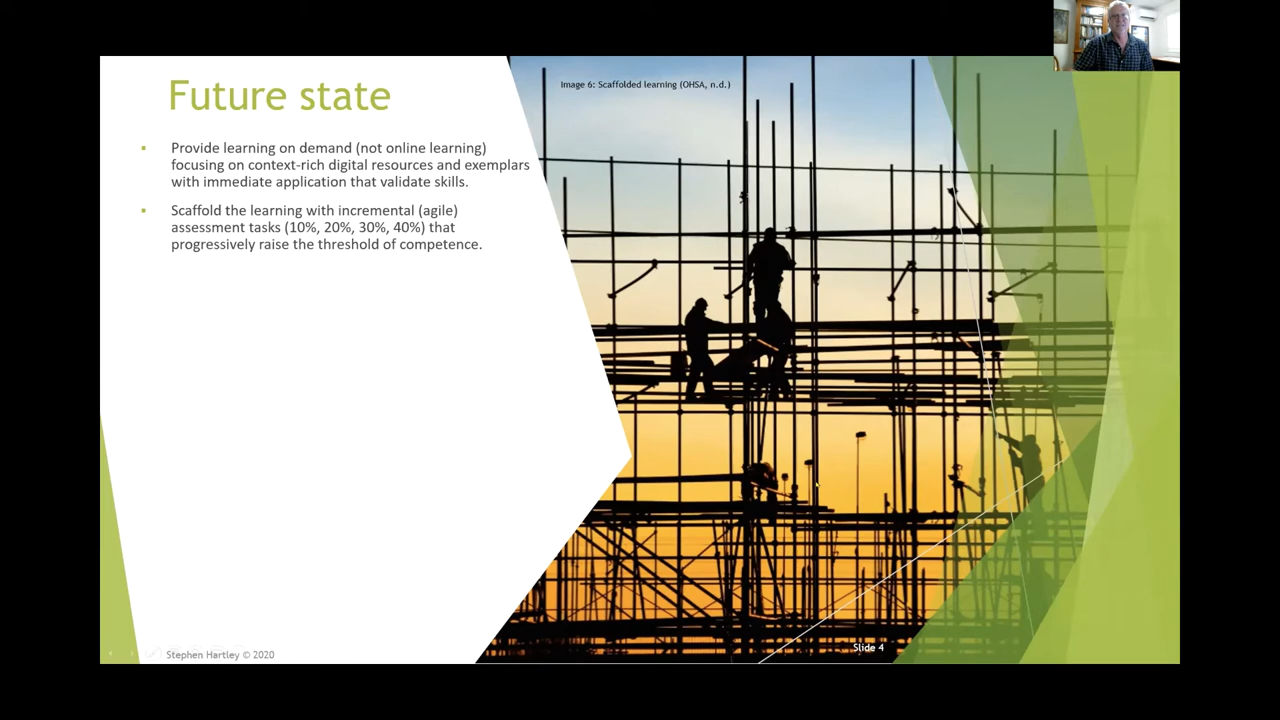 Future state
Image 6: Scaffolded learning (OHSA, n.d.)
▪ Provide learning on demand (not online learning)
focusing on context-rich digital resources and exemplars
with immediate application that validate skills.
▪ Scaffold the learning with incremental (agile)
assessment tasks (10%, 20%, 30%, 40%) that
progressively raise the threshold of competence.
Stephen Hartley © 2020
Slide 4